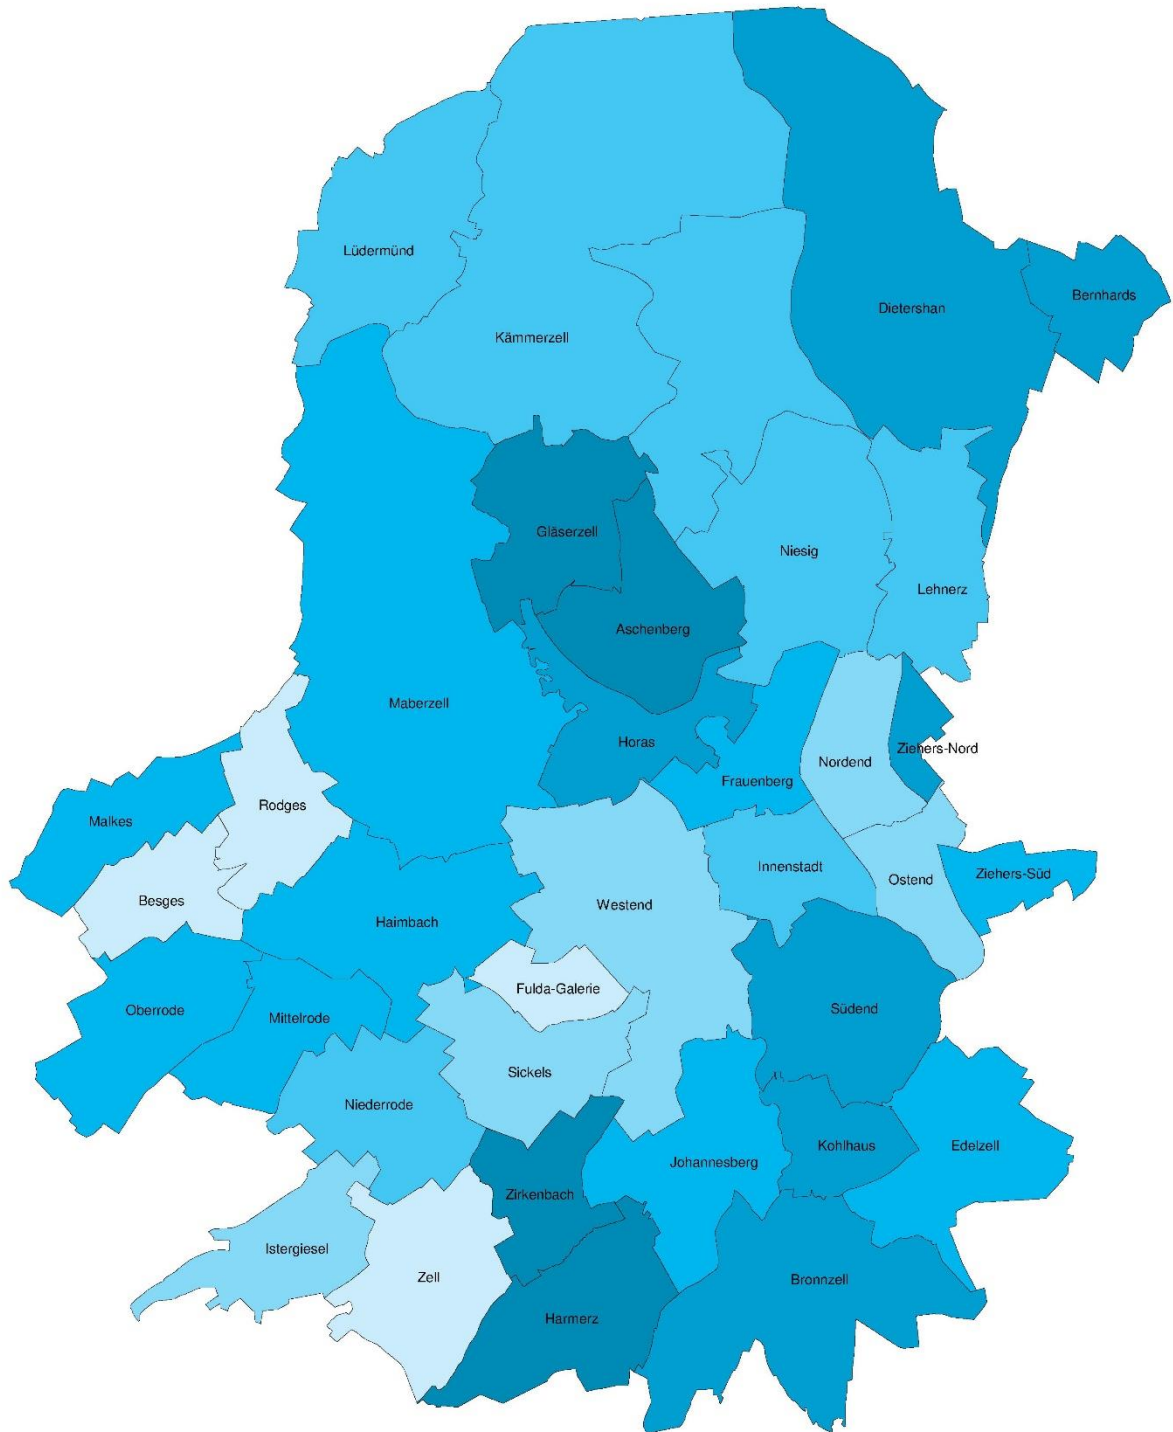 Lüdermünd
Bernhards
Dietershan
Kämmerzell
Gläserzell
Niesig
Lehnerz
Aschenberg
Maberzell
Horas
Ziehers-Nord
Nordend
Frauenberg
Rodges
Malkes
Innenstadt
Ziehers-Süd
Ostend
Besges
Westend
Haimbach
Fulda-Galerie
Oberrode
Südend
Mittelrode
Sickels
Niederrode
Kohlhaus
Edelzell
Johannesberg
Zirkenbach
Istergiesel
Zell
Bronnzell
Harmerz